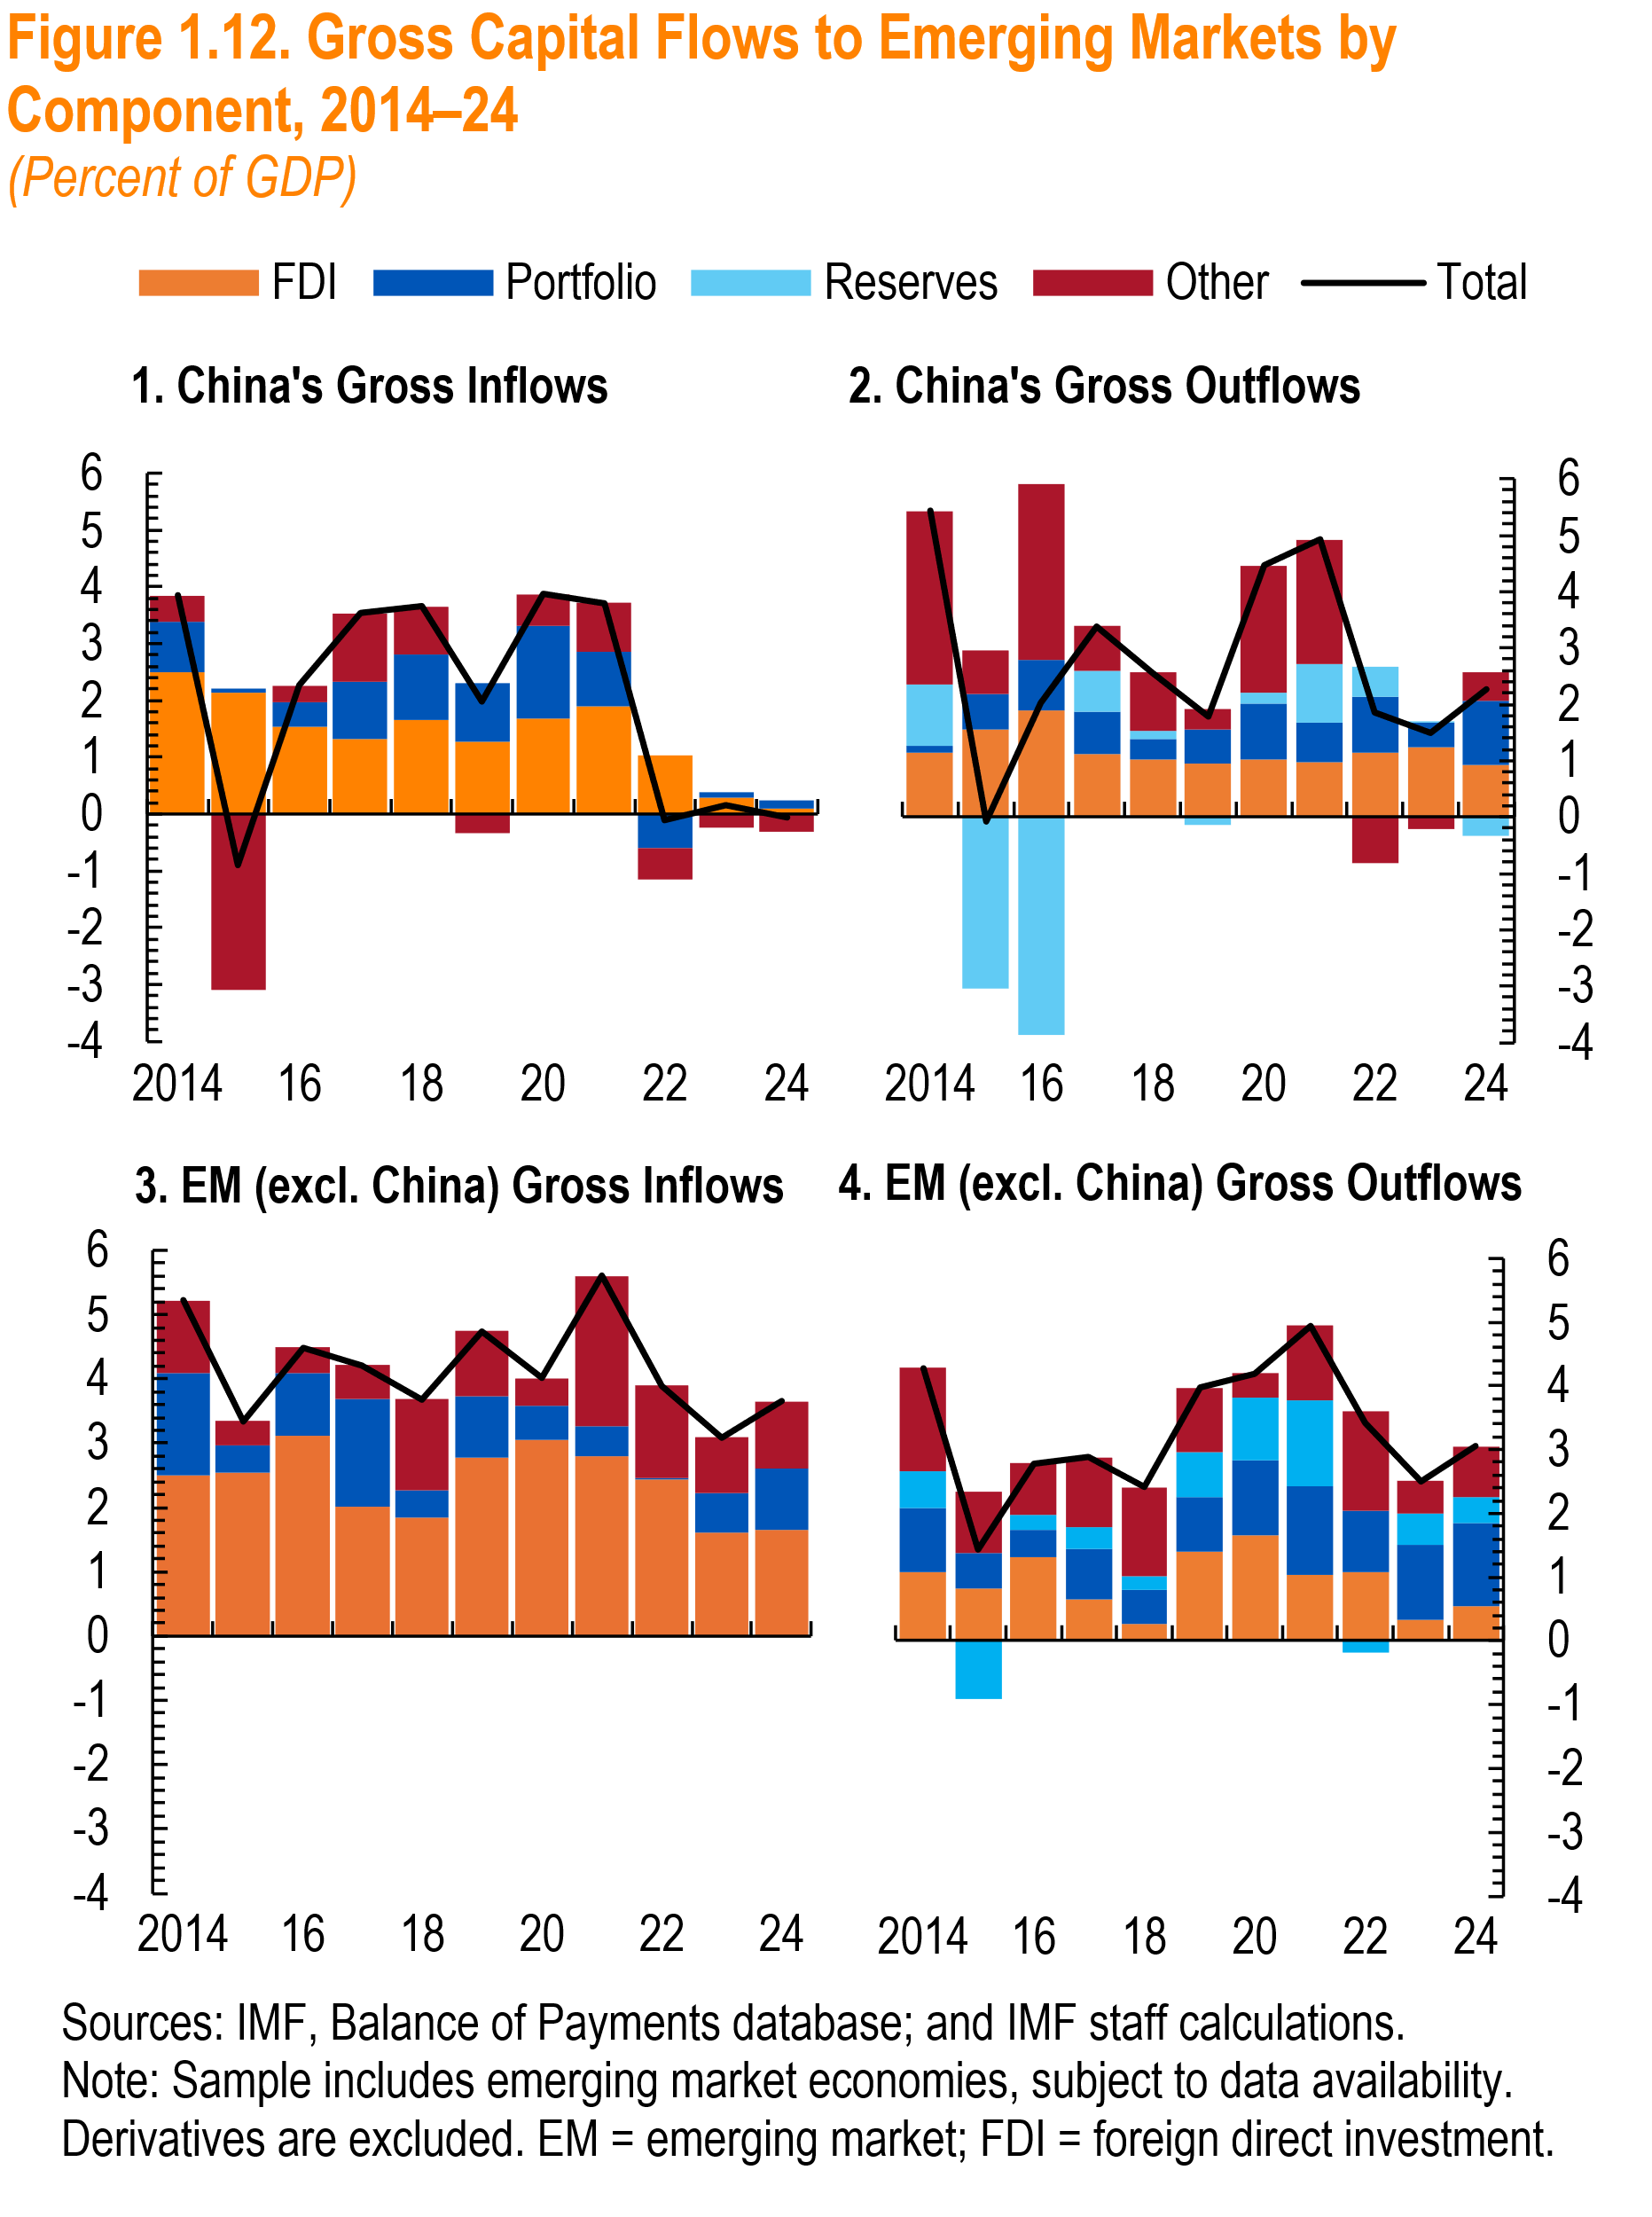 Figure 1.12. Gross Capital Flows to Emerging Markets by
Component, 2014–24
(Percent of GDP)
FDI Portfolio Reserves Other Total
1. China's Gross Inflows
6
5
4
3
2
1
0
-1
-2
-3
-4
2014 16 18 20 22 24
2. China's Gross Outflows
6
5
4
3
2
1
0
-1
-2
-3
-4
2014 16 18 20 22 24
3. EM (excl. China) Gross Inflows
6
5
4
3
2
1
0
-1
-2
-3
-4
2014 16 18 20 22 24
4. EM (excl. China) Gross Outflows
6
5
4
3
2
1
0
-1
-2
-3
-4
2014 16 18 20 22 24
Sources: IMF, Balance of Payments database; and IMF staff calculations.
Note: Sample includes emerging market economies, subject to data availability.
Derivatives are excluded. EM = emerging market; FDI = foreign direct investment.